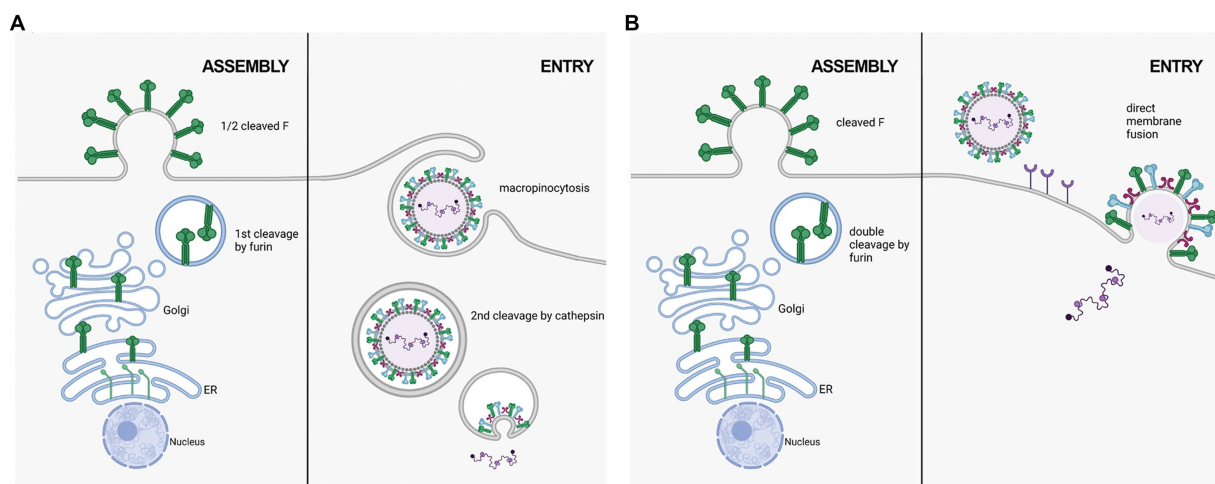 A
ASSEMBLY
ENTRY
1/2 cleaved F
macropinocytosis
1st cleavage
by furin
Golgi
2nd cleavage by cathepsin
ER
Nucleus
B
ASSEMBLY
ENTRY
cleaved F
direct
membrane
fusion
double
cleavage by
furin
Golgi
ER
Nucleus